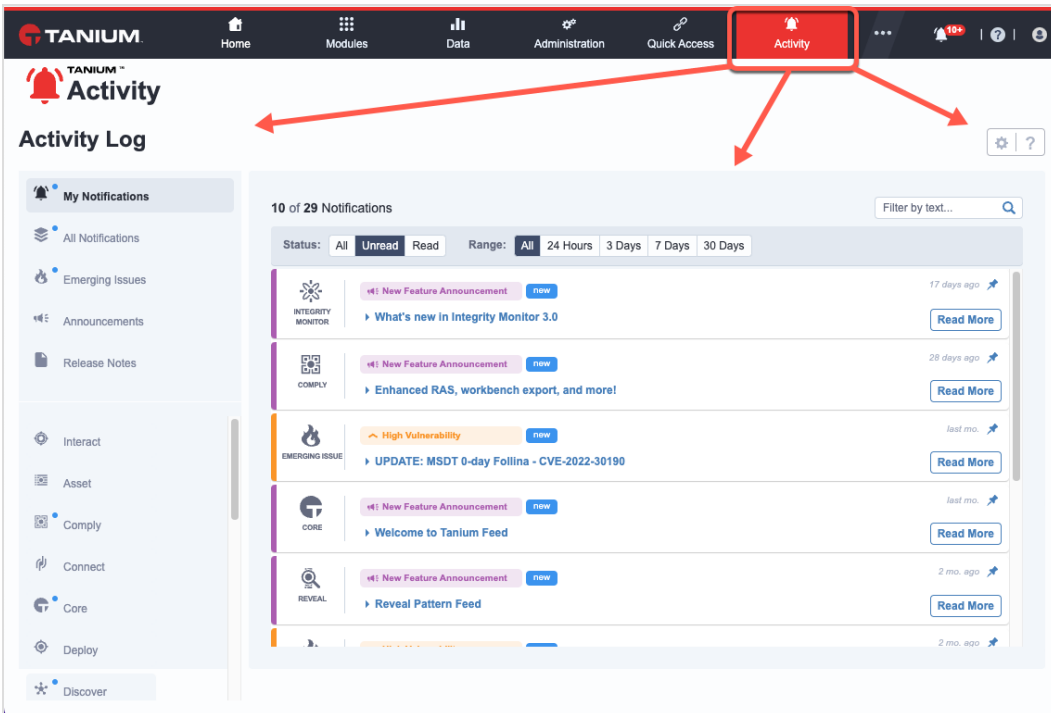 TANIUM
Home
Modules
Data
Administration
Quick Access
Activity
10+
TANIUM™
Activity
Activity Log
My Notifications
All Notifications
Emerging Issues
Announcements
Release Notes
Interact
Asset
Comply
Connect
Core
Deploy
Discover
10 of 29 Notifications
Filter by text...
Status: All Unread Read Range: All 24 Hours 3 Days 7 Days 30 Days
INTEGRITY
MONITOR
New Feature Announcement new
17 days ago
What's new in Integrity Monitor 3.0
Read More
COMPLY
New Feature Announcement new
28 days ago
Enhanced RAS, workbench export, and more!
Read More
EMERGING ISSUE
High Vulnerability new
last mo.
UPDATE: MSDT 0-day Follina - CVE-2022-30190
Read More
CORE
New Feature Announcement new
last mo.
Welcome to Tanium Feed
Read More
REVEAL
New Feature Announcement new
2 mo. ago
Reveal Pattern Feed
Read More
2 mo. ago